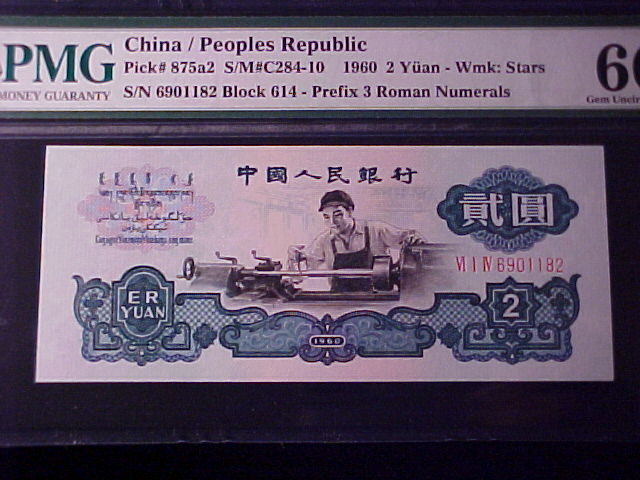 PMG
MONEY GUARANTY
China / Peoples Republic
Pick# 875a2 S/M#C284-10 1960 2 Yüan - Wmk: Stars
S/N 6901182 Block 614 - Prefix 3 Roman Numerals
Gem
中國人民銀行
貳圓
VI I IV 6901182
ER
YUAN
2
1960